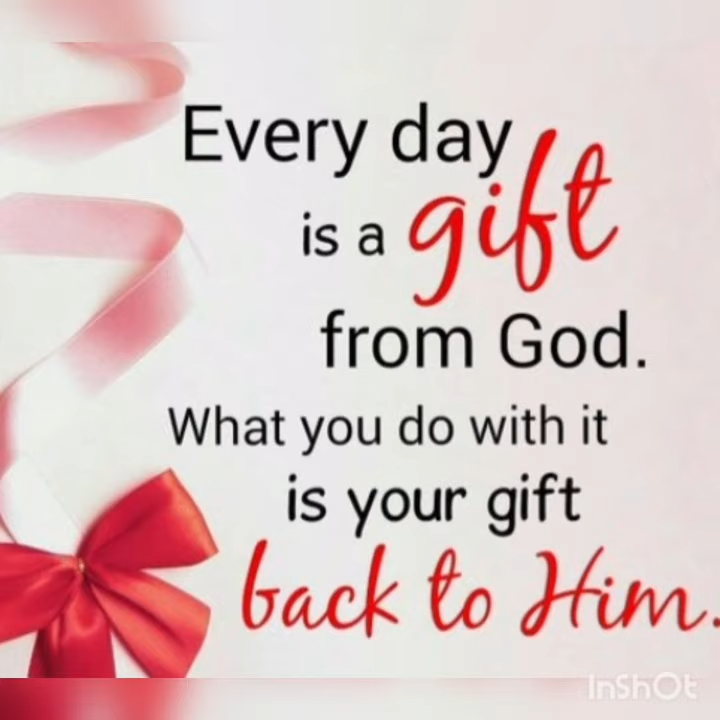 Every day
is a gift
from God.
What you do with it
is your gift
back to Him.
InShOt